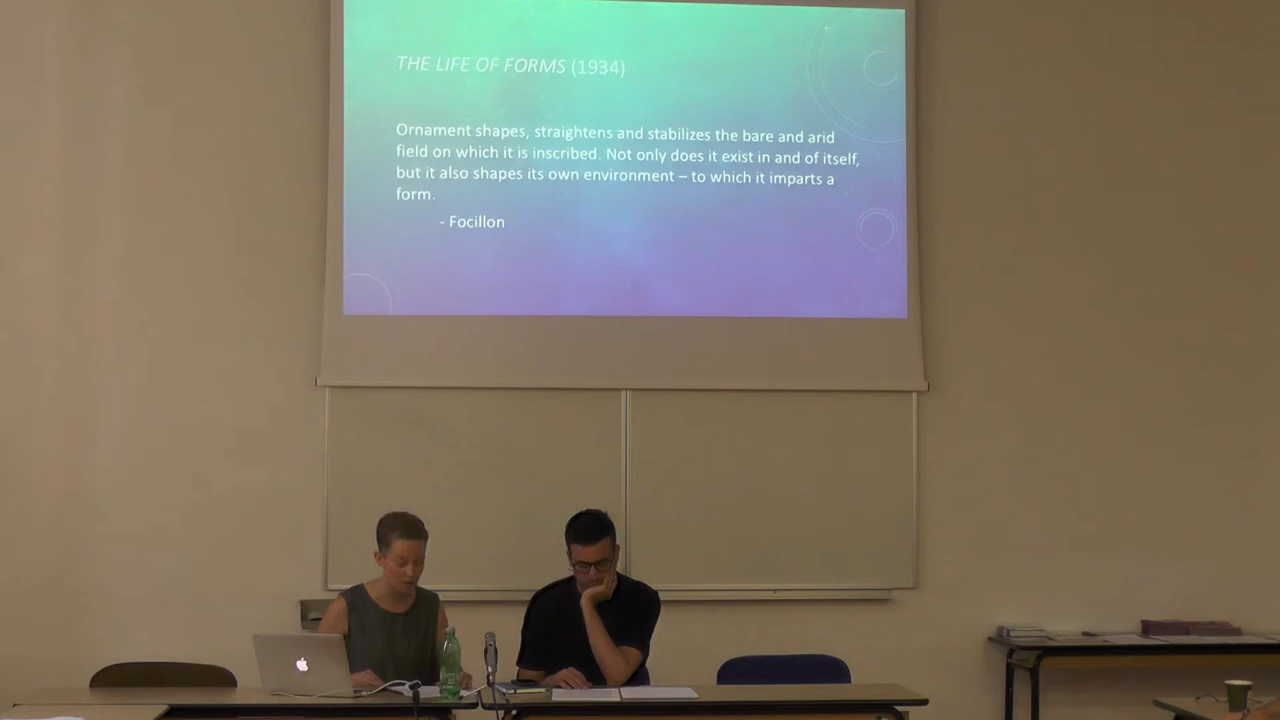 THE LIFE OF FORMS (1934)
Ornament shapes, straightens and stabilizes the bare and arid
field on which it is inscribed. Not only does it exist in and of itself,
but it also shapes its own environment – to which it imparts a
form.
- Focillon